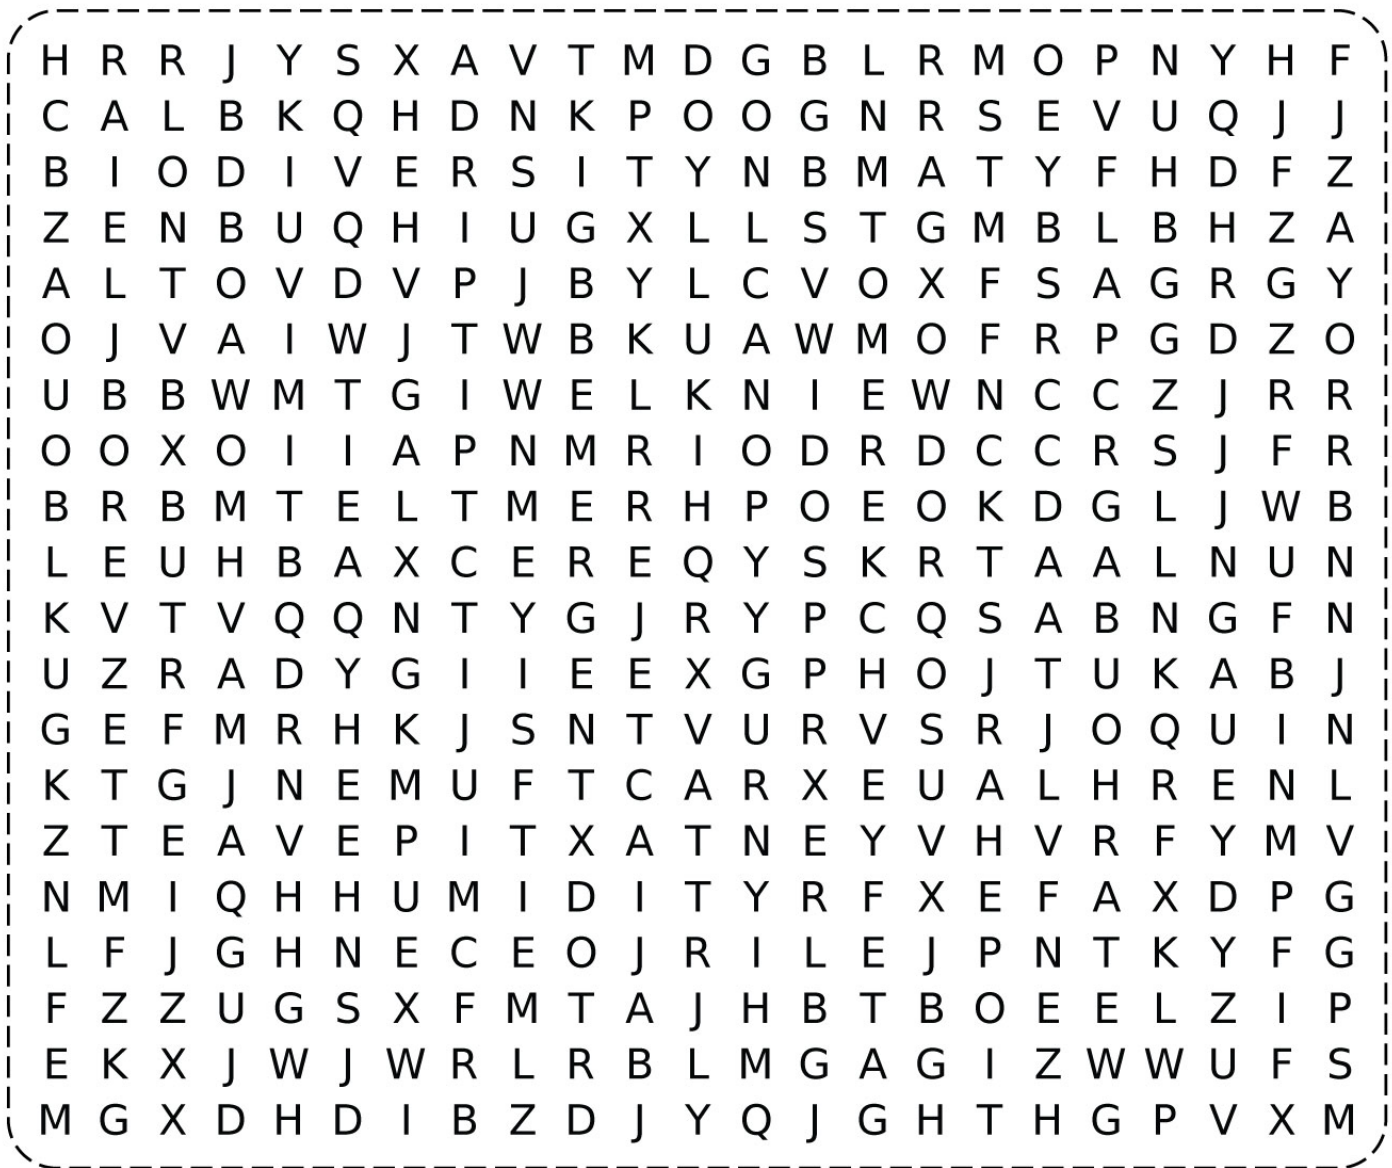 H R R J Y S X A V T M D G B L R M O P N Y H F
C A L B K Q H D N K P O O G N R S E V U Q J J
B I O D I V E R S I T Y N B M A T Y F H D F Z
Z E N B U Q H I U G X L L S T G M B L B H Z A
A L T O V D V P J B Y L C V O X F S A G R G Y
O J V A I W J T W B K U A W M O F R P G D Z O
U B B W M T G I W E L K N I E W N C C Z J R R
O O X O I I A P N M R I O D R D C C R S J F R
B R B M T E L T M E R H P O E O K D G L J W B
L E U H B A X C E R E Q Y S K R T A A L N U N
K V T V Q Q N T Y G J R Y P C Q S A B N G F N
U Z R A D Y G I I E E X G P H O J T U K A B J
G E F M R H K J S N T V U R V S R J O Q U I N
K T G J N E M U F T C A R X E U A L H R E N L
Z T E A V E P I T X A T N E Y V H V R F Y M V
N M I Q H H U M I D I T Y R F X E F A X D P G
L F J G H N E C E O J R I L E J P N T K Y F G
F Z Z U G S X F M T A J H B T B O E E L Z I P
E K X J W J W R L R B L M G A G I Z W W U F S
M G X D H D I B Z D J Y Q J G H T H G P V X M